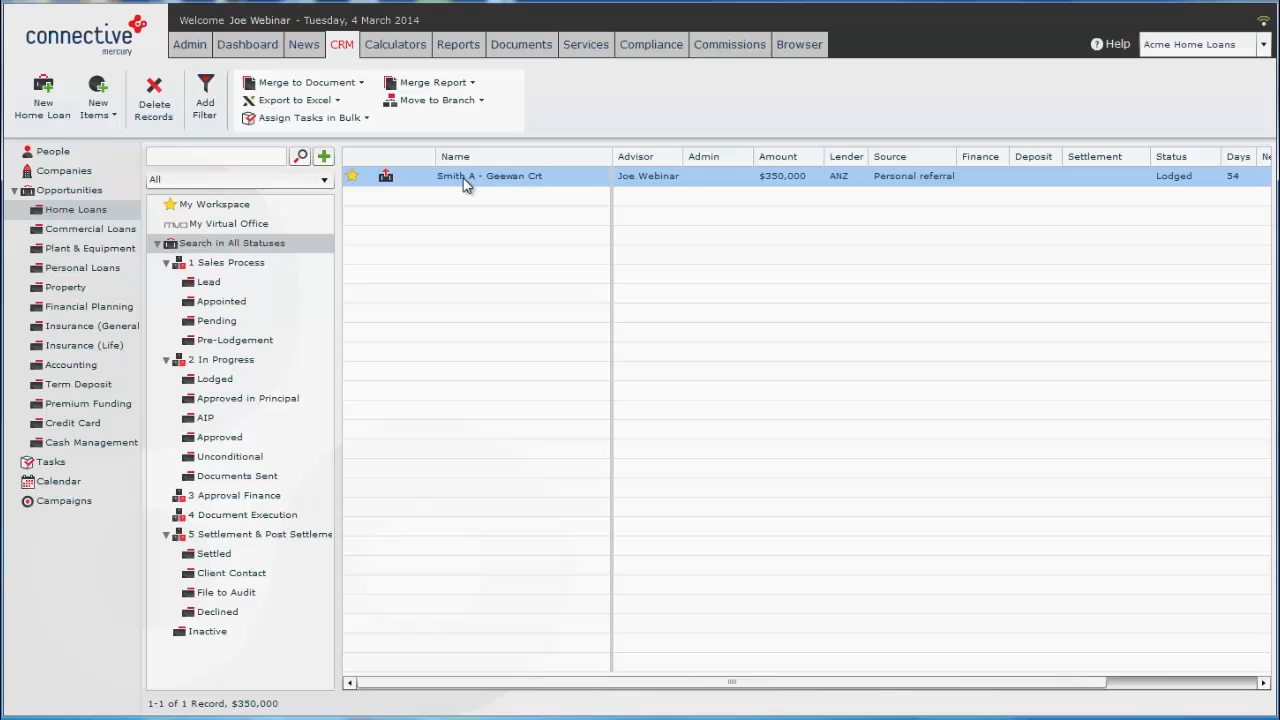 connective
mercury
Welcome Joe Webinar - Tuesday, 4 March 2014
Admin Dashboard News CRM Calculators Reports Documents Services Compliance Commissions Browser
Help
Acme Home Loans
New Home Loan
New Items
Delete Records
Add Filter
Merge to Document
Merge Report
Export to Excel
Move to Branch
Assign Tasks in Bulk
People
Companies
Opportunities
Home Loans
Commercial Loans
Plant & Equipment
Personal Loans
Property
Financial Planning
Insurance (General
Insurance (Life)
Accounting
Term Deposit
Premium Funding
Credit Card
Cash Management
Tasks
Calendar
Campaigns
All
My Workspace
mvo My Virtual Office
Search in All Statuses
1 Sales Process
Lead
Appointed
Pending
Pre-Lodgement
2 In Progress
Lodged
Approved in Principal
AIP
Approved
Unconditional
Documents Sent
3 Approval Finance
4 Document Execution
5 Settlement & Post Settleme
Settled
Client Contact
File to Audit
Declined
Inactive
1-1 of 1 Record, $350,000
Name Advisor Admin Amount Lender Source Finance Deposit Settlement Status Days Ne
Smith A - Geewan Crt Joe Webinar $350,000 ANZ Personal referral Lodged 54